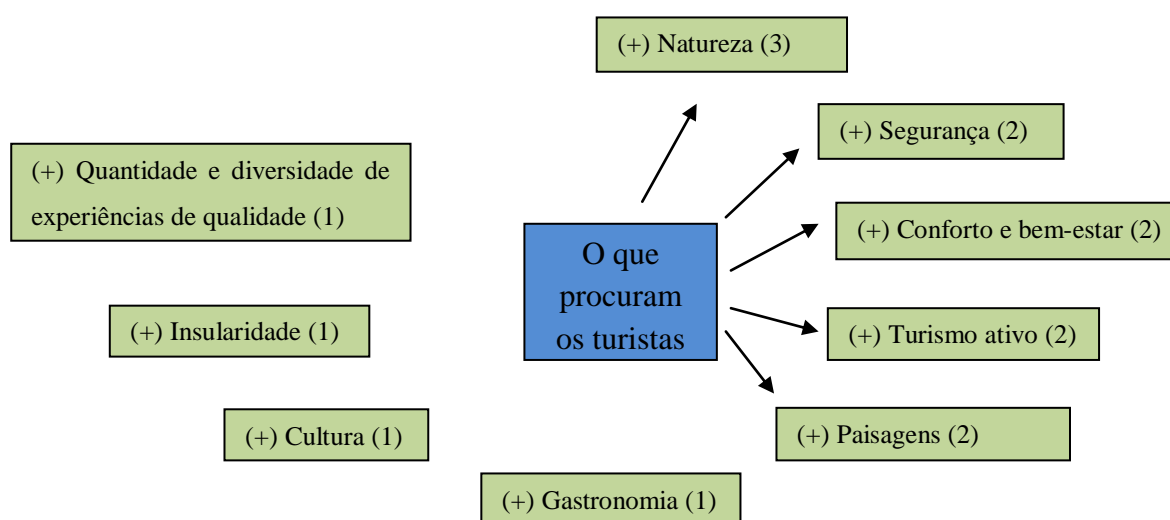 (+) Natureza (3)
(+) Segurança (2)
(+) Quantidade e diversidade de
experiências de qualidade (1)
(+) Conforto e bem-estar (2)
O que
procuram
os turistas
(+) Insularidade (1)
(+) Turismo ativo (2)
(+) Cultura (1)
(+) Paisagens (2)
(+) Gastronomia (1)